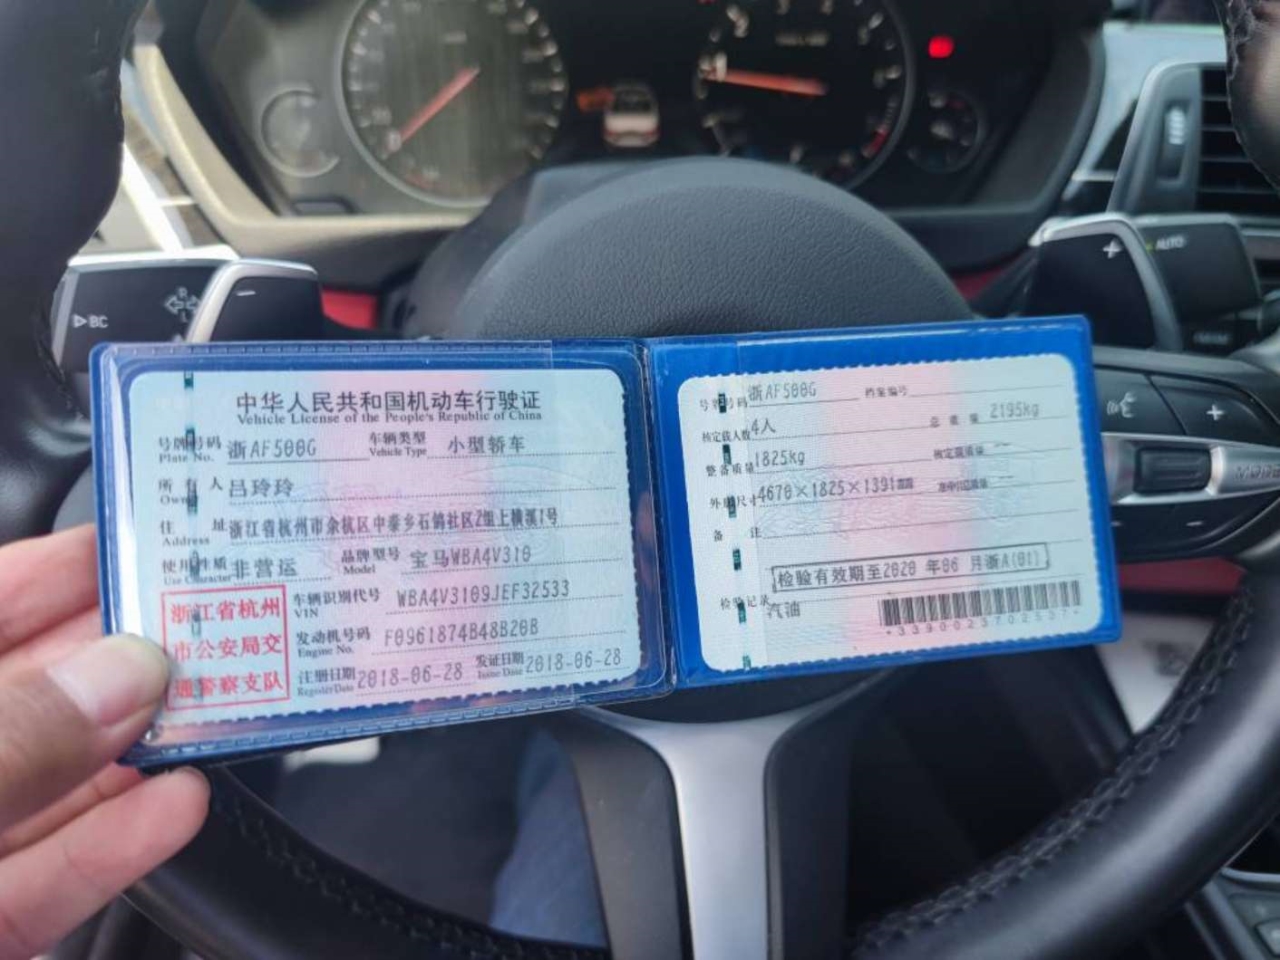 中华人民共和国机动车行驶证
Vehicle License of the People's Republic of China
号牌号码 浙AF500G 车辆类型 小型轿车
Plate No. Vehicle Type
所有人 吕玲玲
Owner
住址 浙江省杭州市余杭区中泰乡石鸽社区2组上横溪1号
Address
使用性质 非营运 品牌型号 宝马WBA4V310
Use Character Model
浙江省杭州
市公安局交
通警察支队
车辆识别代号 WBA4V3109JEF32533
VIN
发动机号码 F0961874B48B20B
Engine No.
注册日期 2018-06-28 发证日期 2018-06-28
Register Date Issue Date
号牌号码 浙AF500G 档案编号
核定载人数 4人 总质量 2195kg
整备质量 1825kg 核定载质量
外廓尺寸 4670×1825×1391
备注
检验有效期至2020年06月浙A(01)
检验记录
汽油
BC
AUTO
MODE